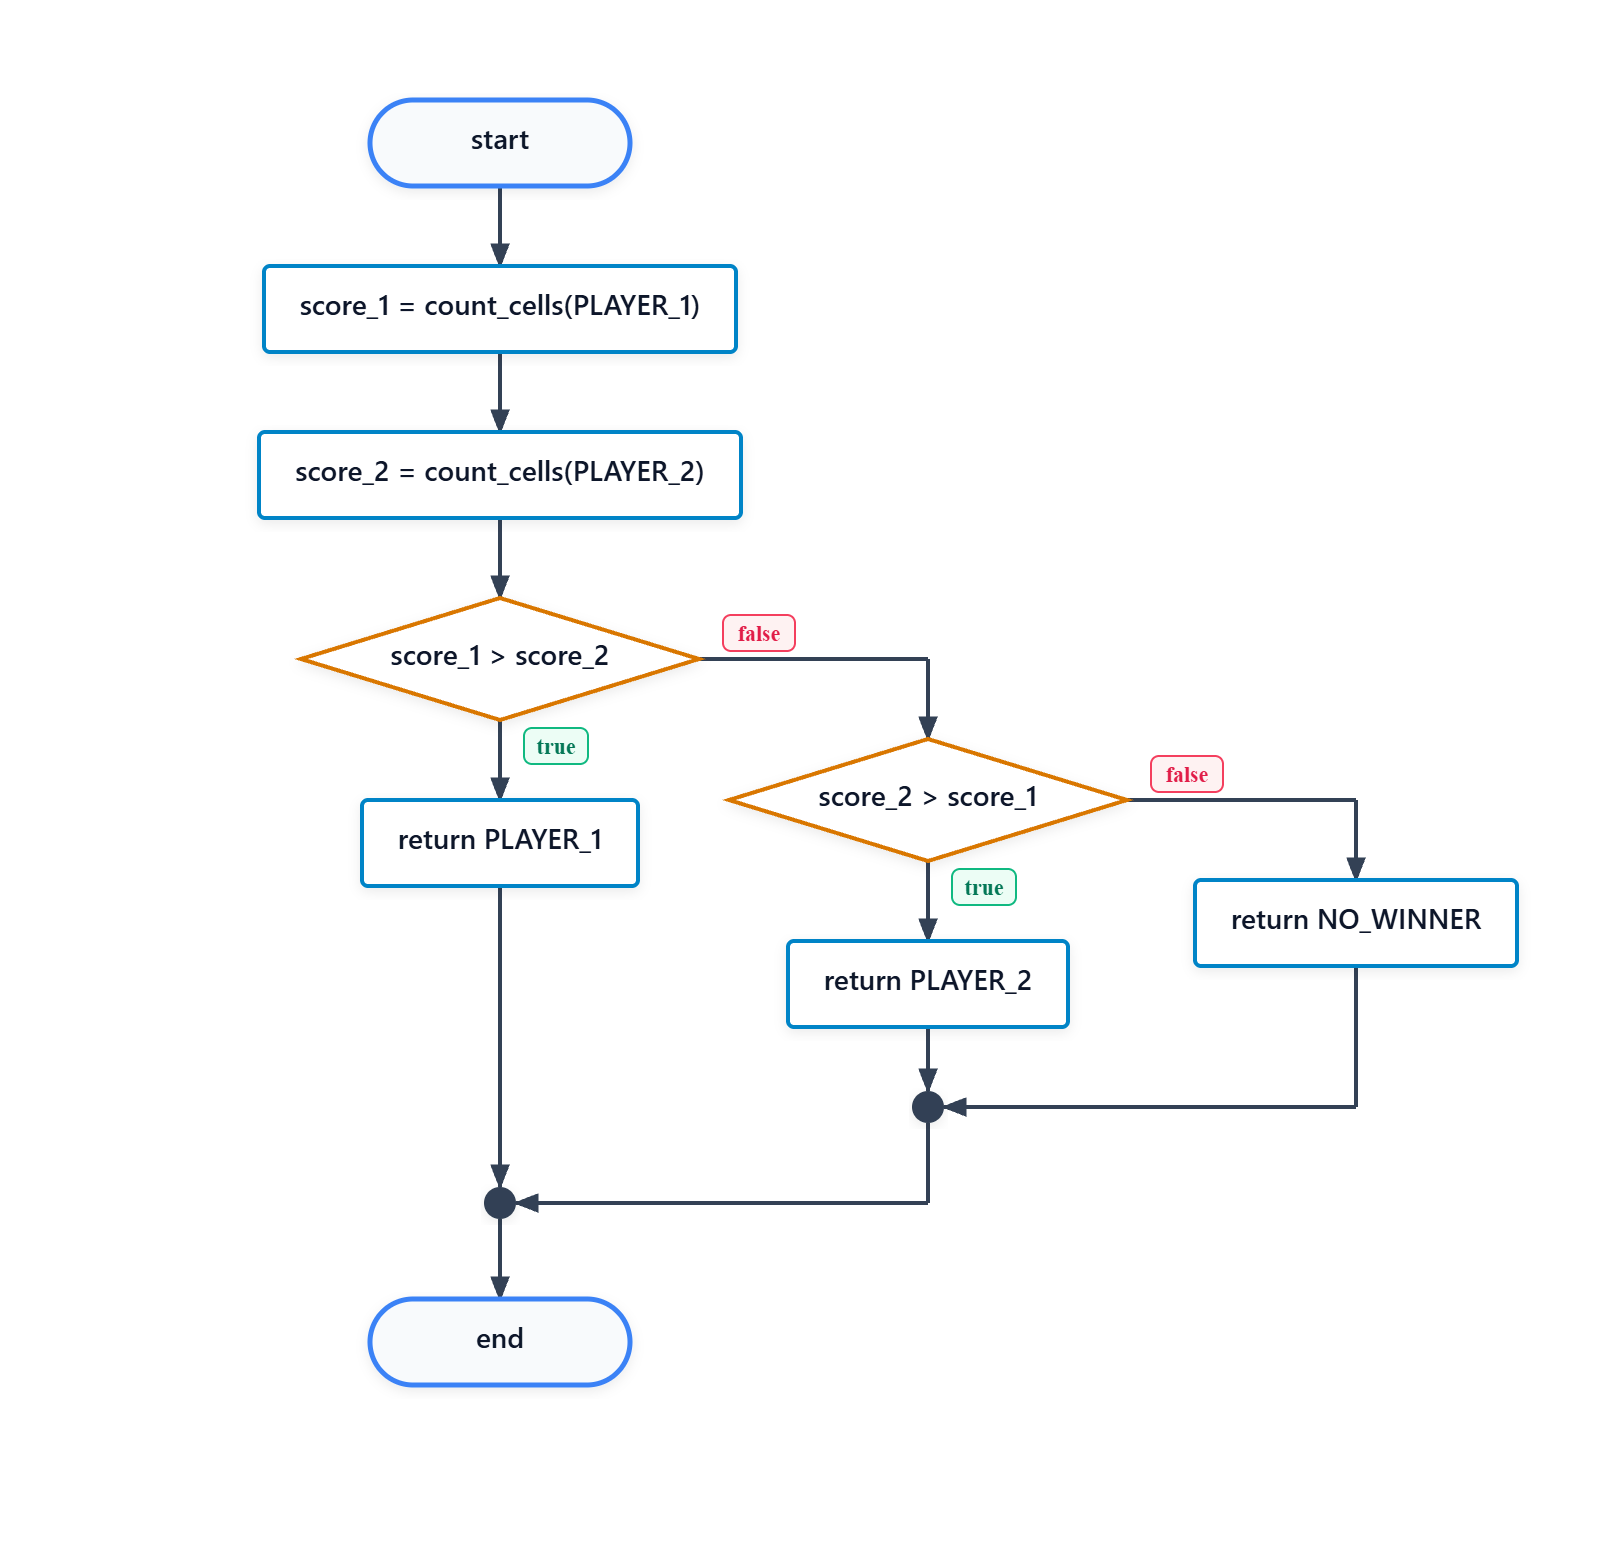 start
score_1 = count_cells(PLAYER_1)
score_2 = count_cells(PLAYER_2)
score_1 > score_2
false
true
return PLAYER_1
score_2 > score_1
false
true
return PLAYER_2
return NO_WINNER
end